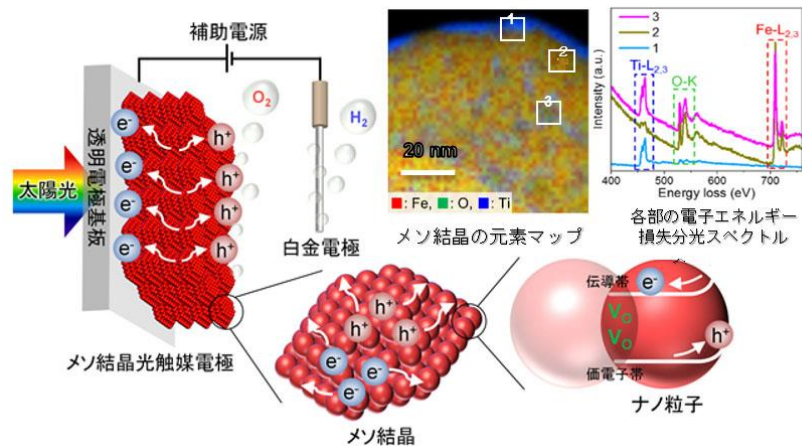 補助電源
O₂
H₂
e⁻
h⁺
e⁻
h⁺
e⁻
h⁺
e⁻
h⁺
太陽光
透明電極基板
白金電極
メソ結晶光触媒電極
1
2
3
20 nm
■: Fe, ■: O, ■: Ti
メソ結晶の元素マップ
3
2
1
Fe-L₂,₃
Ti-L₂,₃
O-K
Intensity (a.u.)
400
500
600
700
Energy loss (eV)
各部の電子エネルギー
損失分光スペクトル
h⁺
h⁺
h⁺
e⁻
e⁻
e⁻
メソ結晶
伝導帯
e⁻
V_O
V_O
h⁺
価電子帯
ナノ粒子